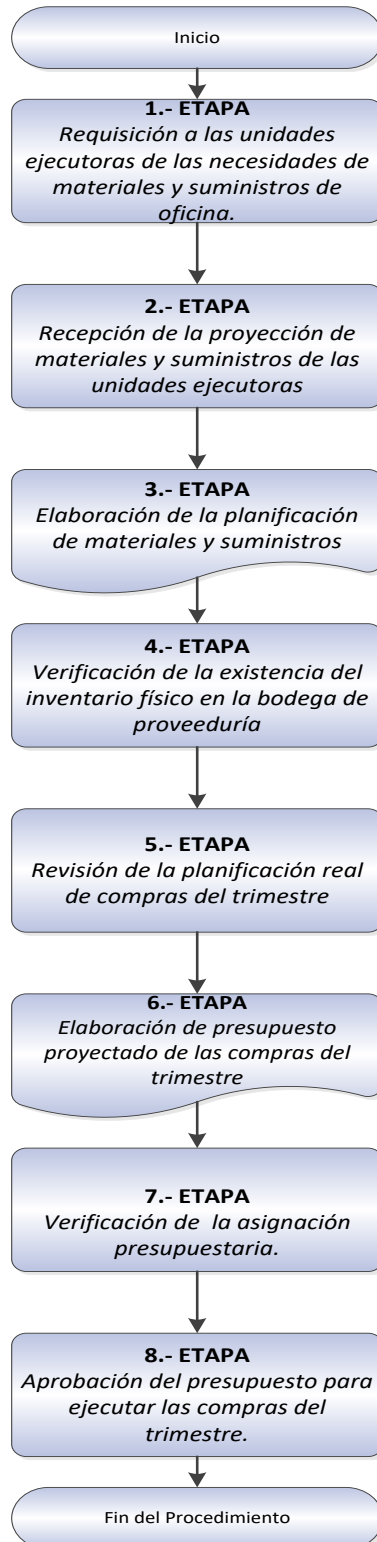 Inicio
1.- ETAPA
Requisición a las unidades
ejecutoras de las necesidades de
materiales y suministros de
oficina.
2.- ETAPA
Recepción de la proyección de
materiales y suministros de las
unidades ejecutoras
3.- ETAPA
Elaboración de la planificación
de materiales y suministros
4.- ETAPA
Verificación de la existencia del
inventario físico en la bodega de
proveeduría
5.- ETAPA
Revisión de la planificación real
de compras del trimestre
6.- ETAPA
Elaboración de presupuesto
proyectado de las compras del
trimestre
7.- ETAPA
Verificación de  la asignación
presupuestaria.
8.- ETAPA
Aprobación del presupuesto para
ejecutar las compras del
trimestre.
Fin del Procedimiento